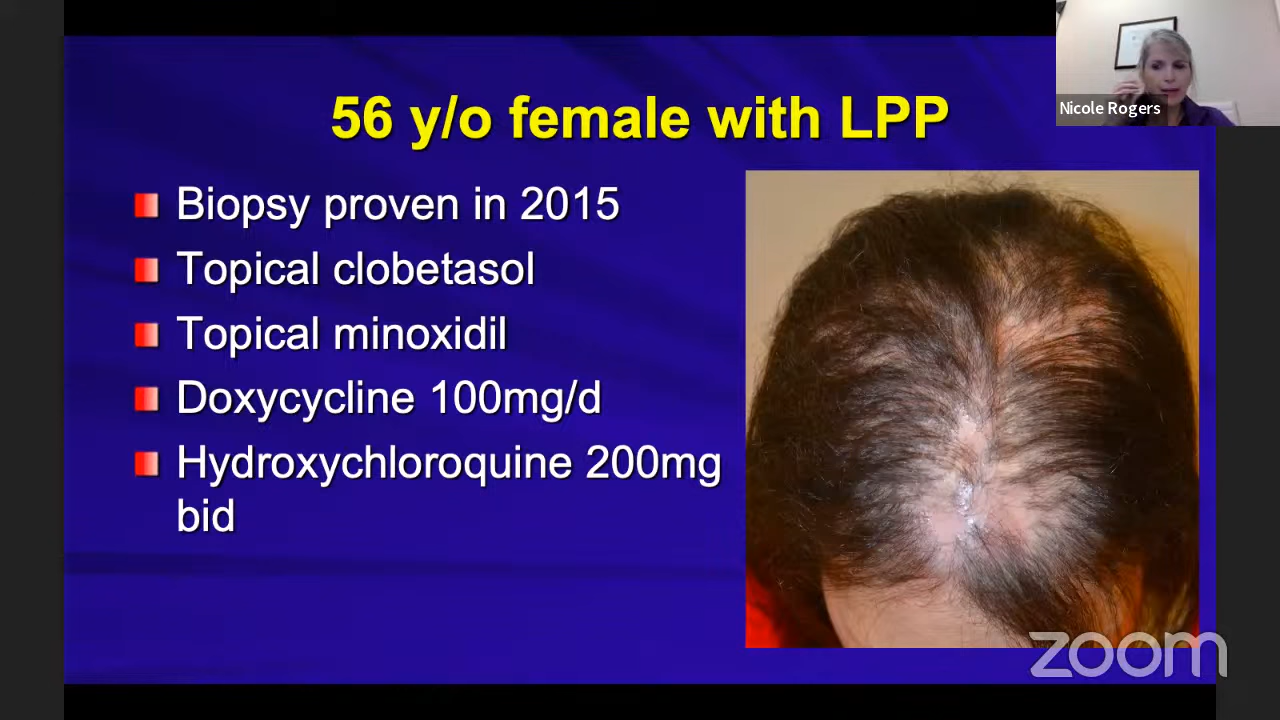 Nicole Rogers
56 y/o female with LPP
Biopsy proven in 2015
Topical clobetasol
Topical minoxidil
Doxycycline 100mg/d
Hydroxychloroquine 200mg
bid
zoom